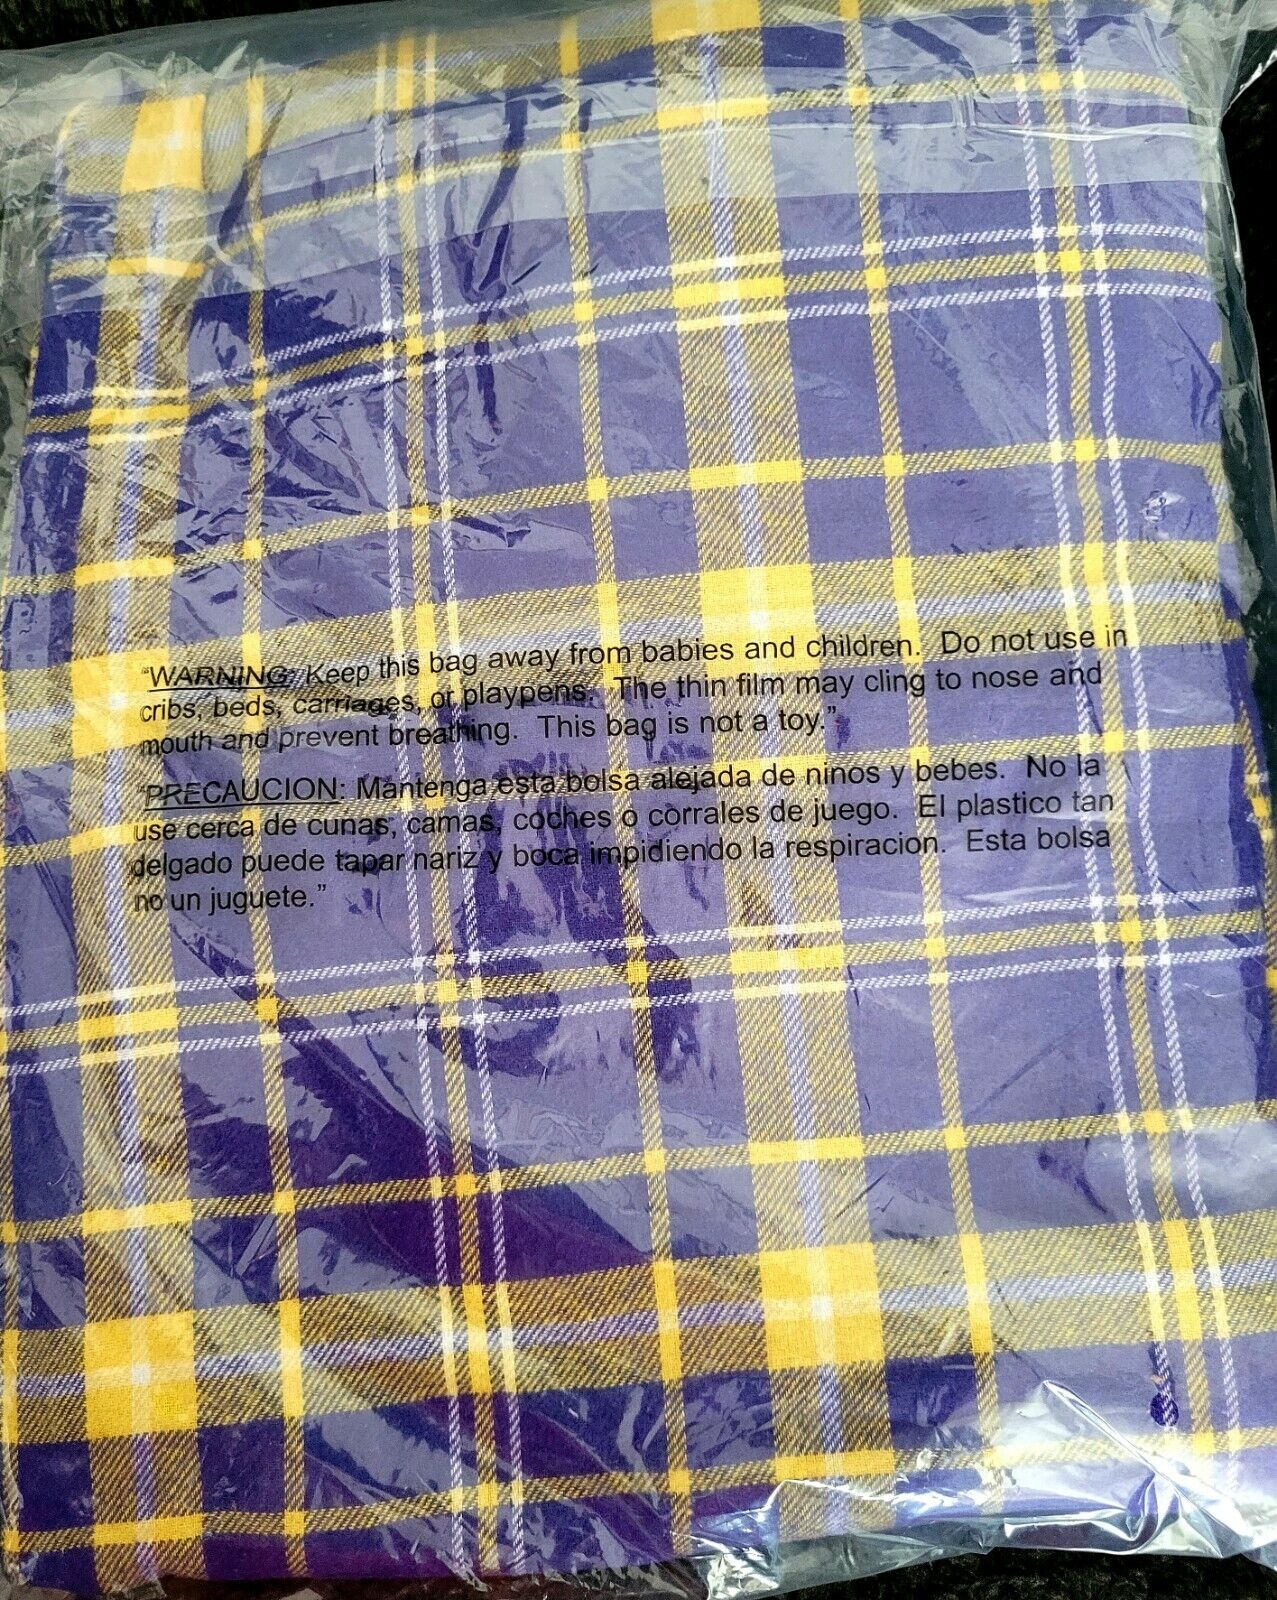 "WARNING: Keep this bag away from babies and children.  Do not use in
cribs, beds, carriages, or playpens.  The thin film may cling to nose and
mouth and prevent breathing.  This bag is not a toy."
"PRECAUCION: Mantenga esta bolsa alejada de ninos y bebes.  No la
use cerca de cunas, camas, coches o corrales de juego.  El plastico tan
delgado puede tapar nariz y boca impidiendo la respiracion.  Esta bolsa
no un juguete."